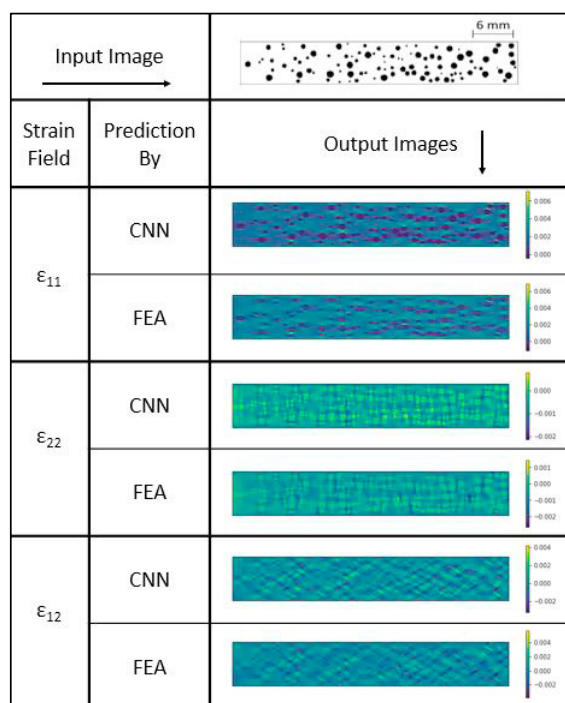 Input Image
6 mm
Strain
Field
Prediction
By
Output Images
ε11
CNN
0.006
0.004
0.002
0.000
FEA
0.006
0.004
0.002
0.000
ε22
CNN
0.000
−0.001
−0.002
FEA
0.001
0.000
−0.001
−0.002
ε12
CNN
0.004
0.002
0.000
−0.002
FEA
0.004
0.002
0.000
−0.002